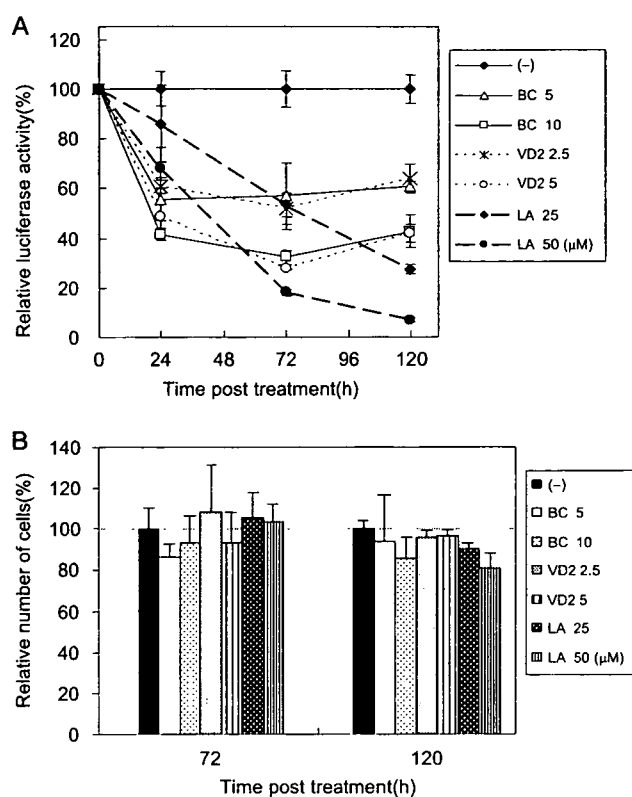 A
120
100
80
60
40
20
0
Relative luciferase activity(%)
0 24 48 72 96 120
Time post treatment(h)
(−)
BC 5
BC 10
VD2 2.5
VD2 5
LA 25
LA 50 (μM)
B
140
120
100
80
60
40
20
0
Relative number of cells(%)
72 120
Time post treatment(h)
(−)
BC 5
BC 10
VD2 2.5
VD2 5
LA 25
LA 50 (μM)